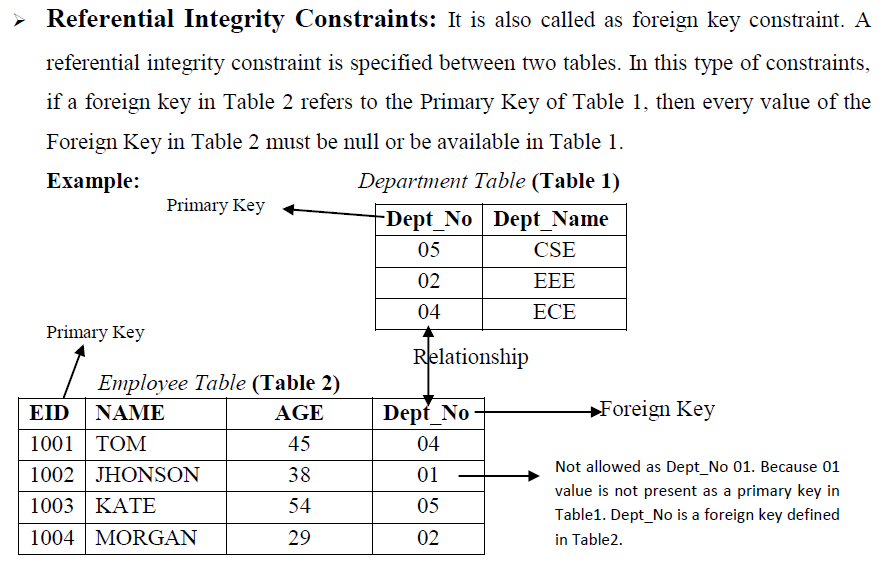 ➢ Referential Integrity Constraints: It is also called as foreign key constraint. A
referential integrity constraint is specified between two tables. In this type of constraints,
if a foreign key in Table 2 refers to the Primary Key of Table 1, then every value of the
Foreign Key in Table 2 must be null or be available in Table 1.
Example: Department Table (Table 1)
Primary Key
Dept_No Dept_Name
05 CSE
02 EEE
04 ECE
Primary Key
Relationship
Employee Table (Table 2)
EID NAME AGE Dept_No Foreign Key
1001 TOM 45 04
1002 JHONSON 38 01
1003 KATE 54 05
1004 MORGAN 29 02
Not allowed as Dept_No 01. Because 01
value is not present as a primary key in
Table1. Dept_No is a foreign key defined
in Table2.